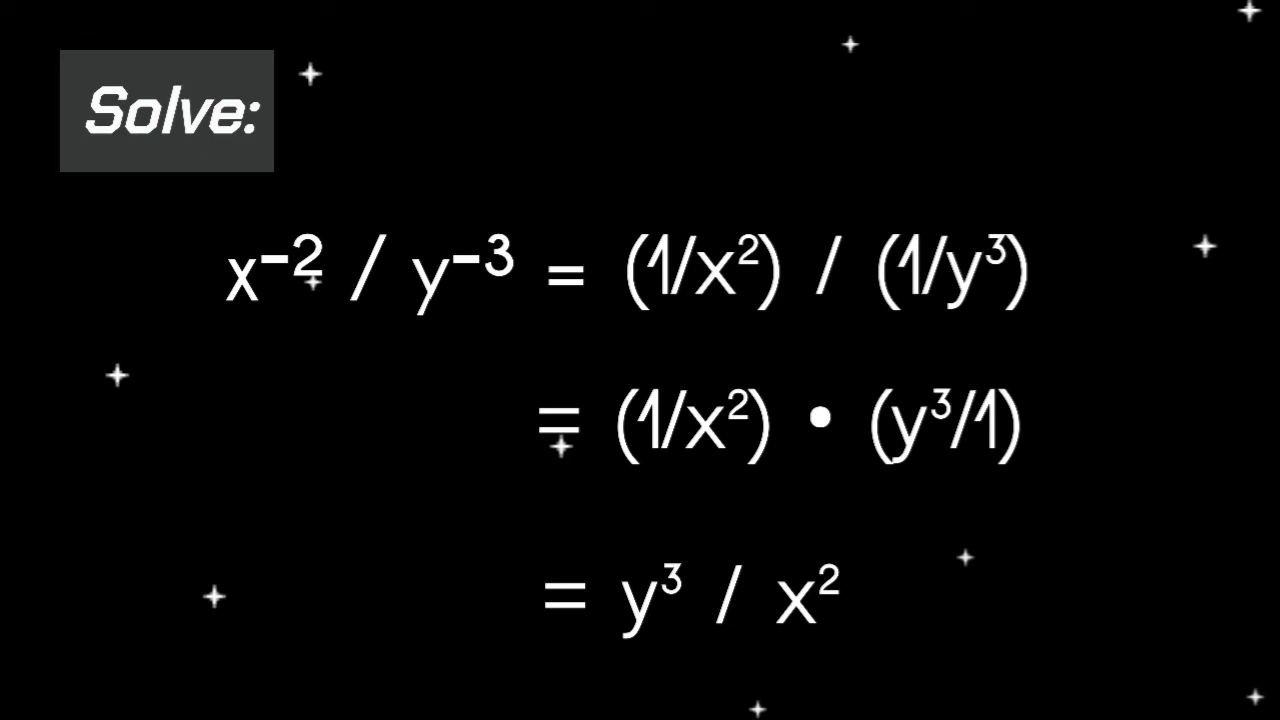 Solve:
x⁻² / y⁻³ = (1/x²) / (1/y³)
= (1/x²) • (y³/1)
= y³ / x²